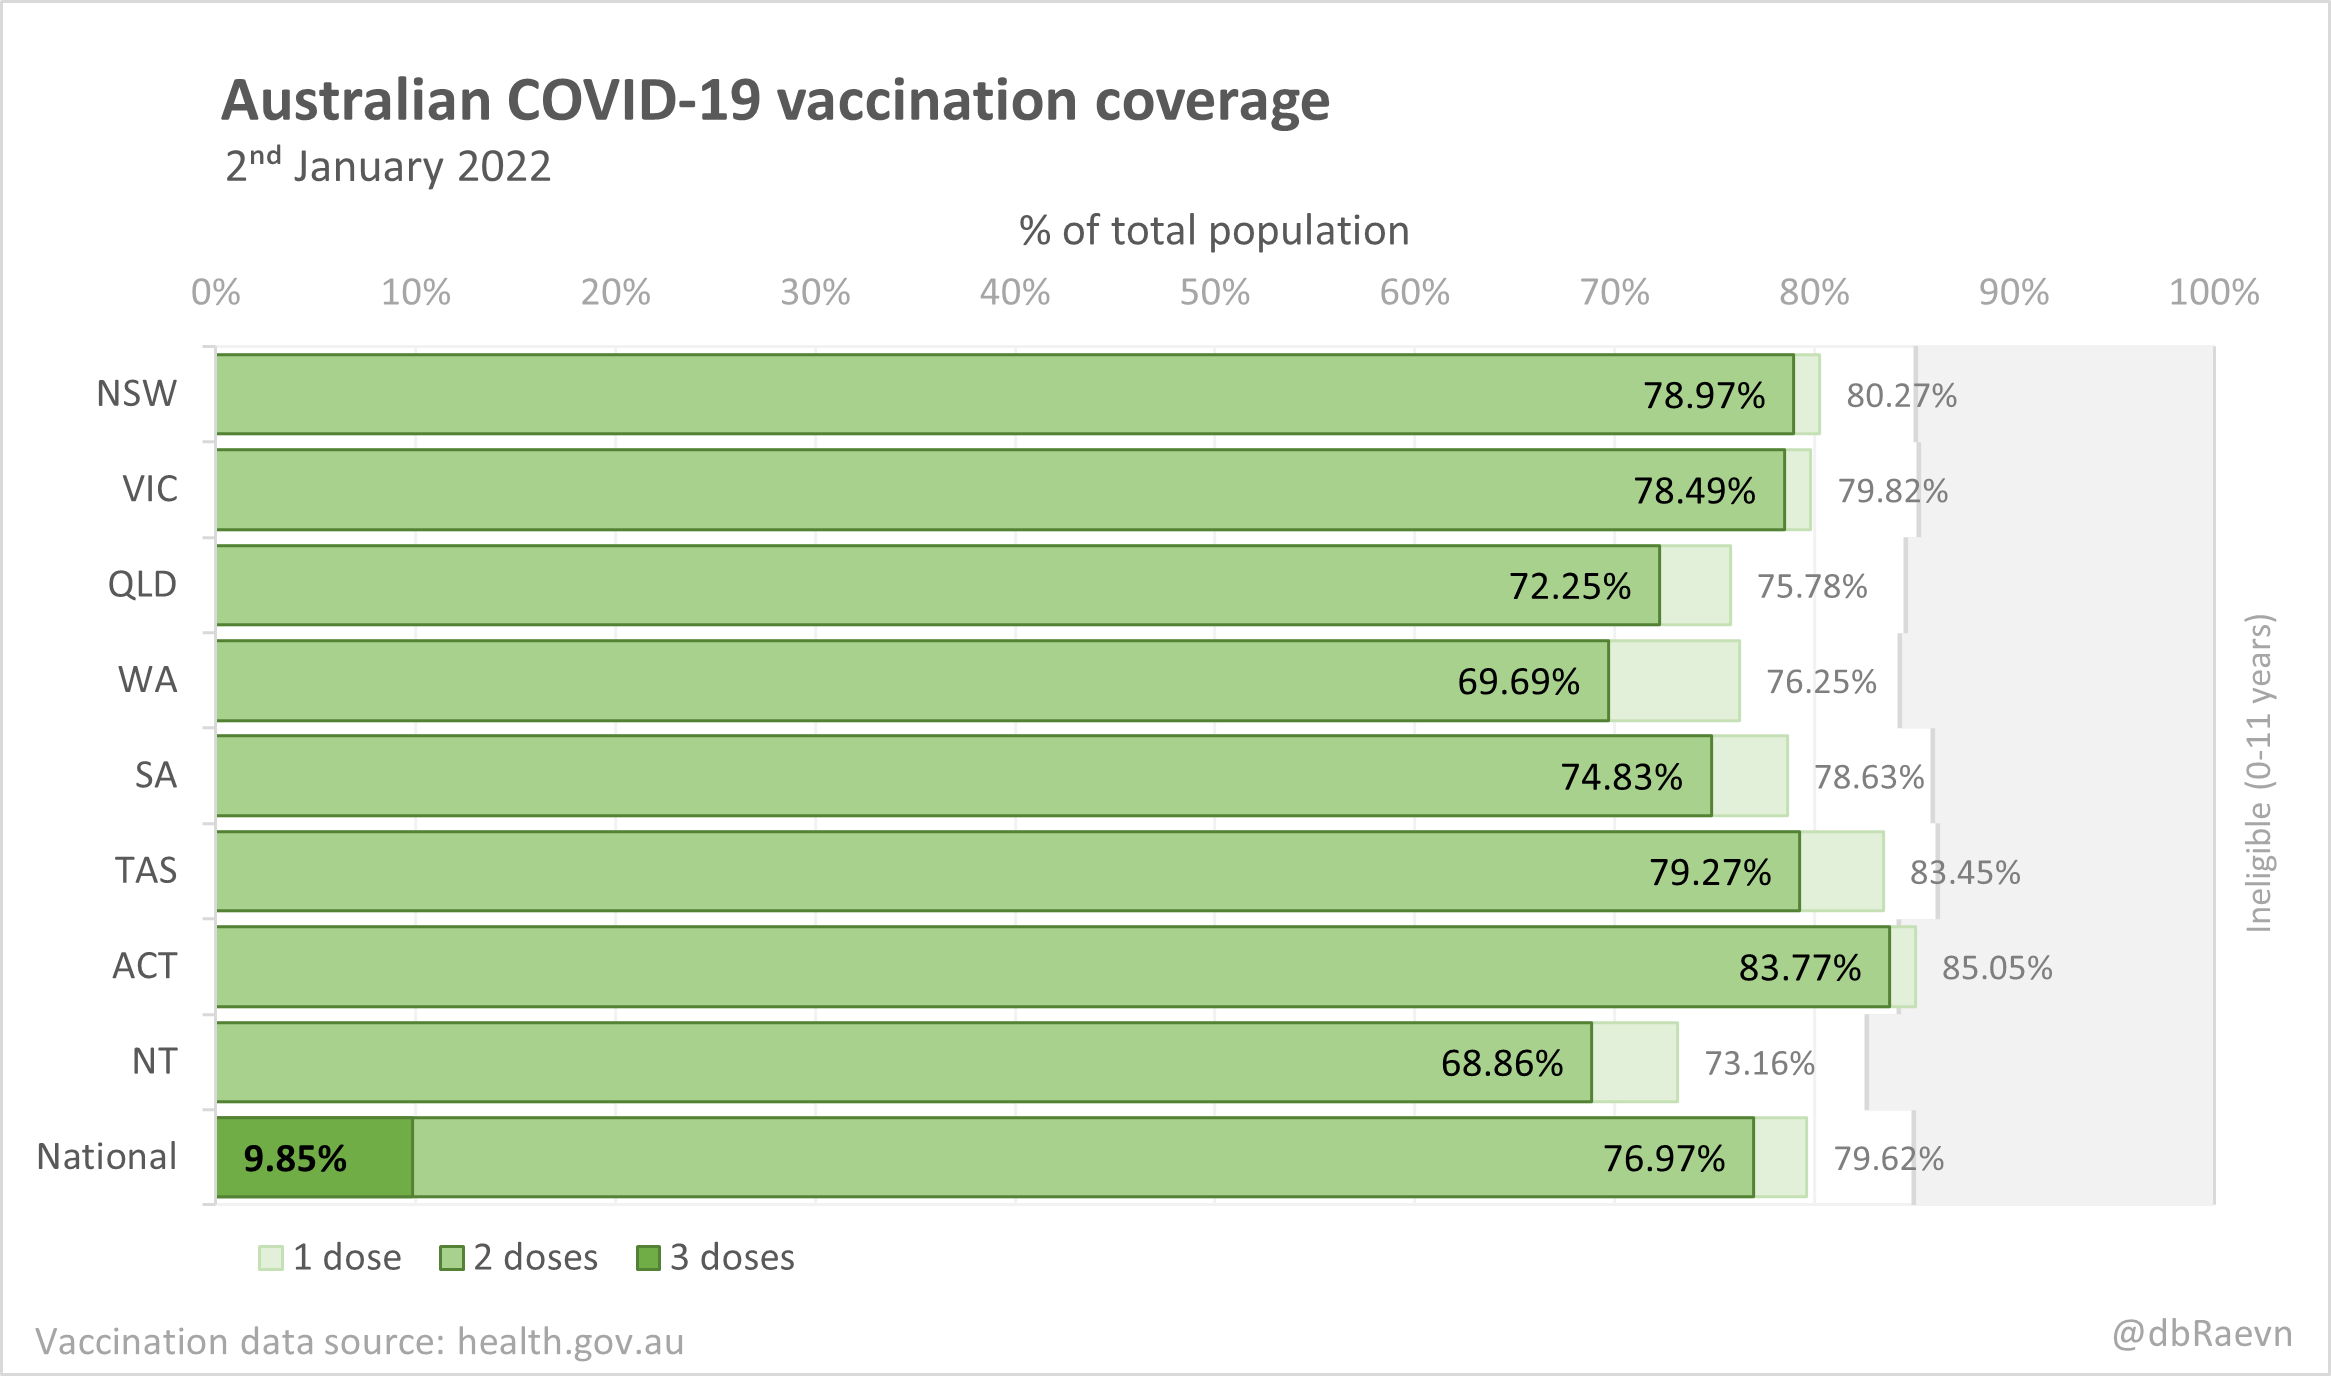 Australian COVID-19 vaccination coverage
2nd January 2022
% of total population
0% 10% 20% 30% 40% 50% 60% 70% 80% 90% 100%
NSW 78.97% 80.27%
VIC 78.49% 79.82%
QLD 72.25% 75.78%
WA 69.69% 76.25%
SA 74.83% 78.63%
TAS 79.27% 83.45%
ACT 83.77% 85.05%
NT 68.86% 73.16%
National 9.85% 76.97% 79.62%
Ineligible (0-11 years)
1 dose 2 doses 3 doses
Vaccination data source: health.gov.au
@dbRaevn